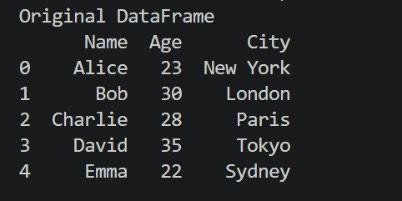 Original DataFrame
Name Age City
0 Alice 23 New York
1 Bob 30 London
2 Charlie 28 Paris
3 David 35 Tokyo
4 Emma 22 Sydney